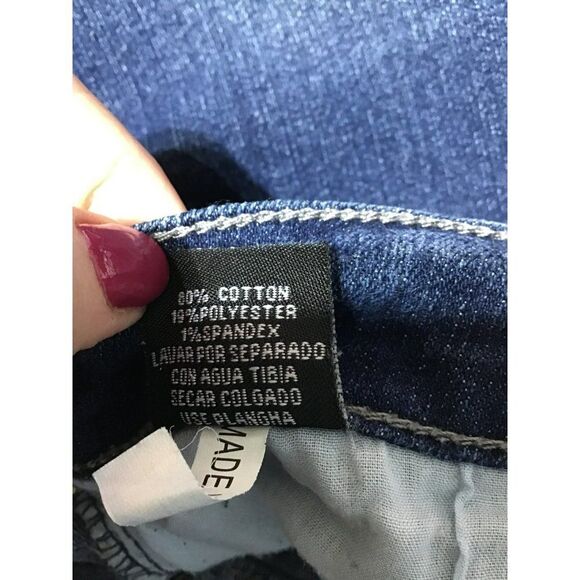 80% COTTON
19%POLYESTER
1%SPANDEX
LAVAR POR SEPARADO
CON AGUA TIBIA
SECAR COLGADO
USE PLANCHA
MADE